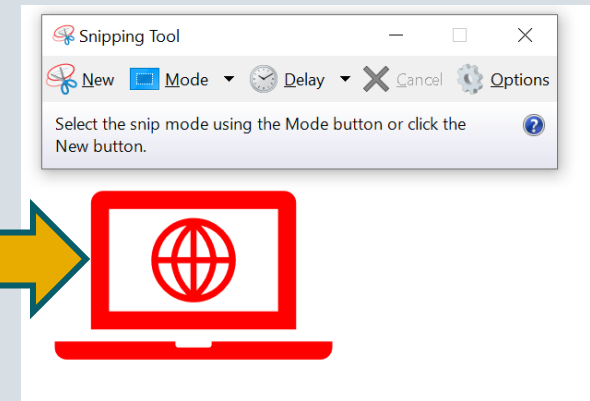 Snipping Tool
New Mode Delay Cancel Options
Select the snip mode using the Mode button or click the
New button.
?